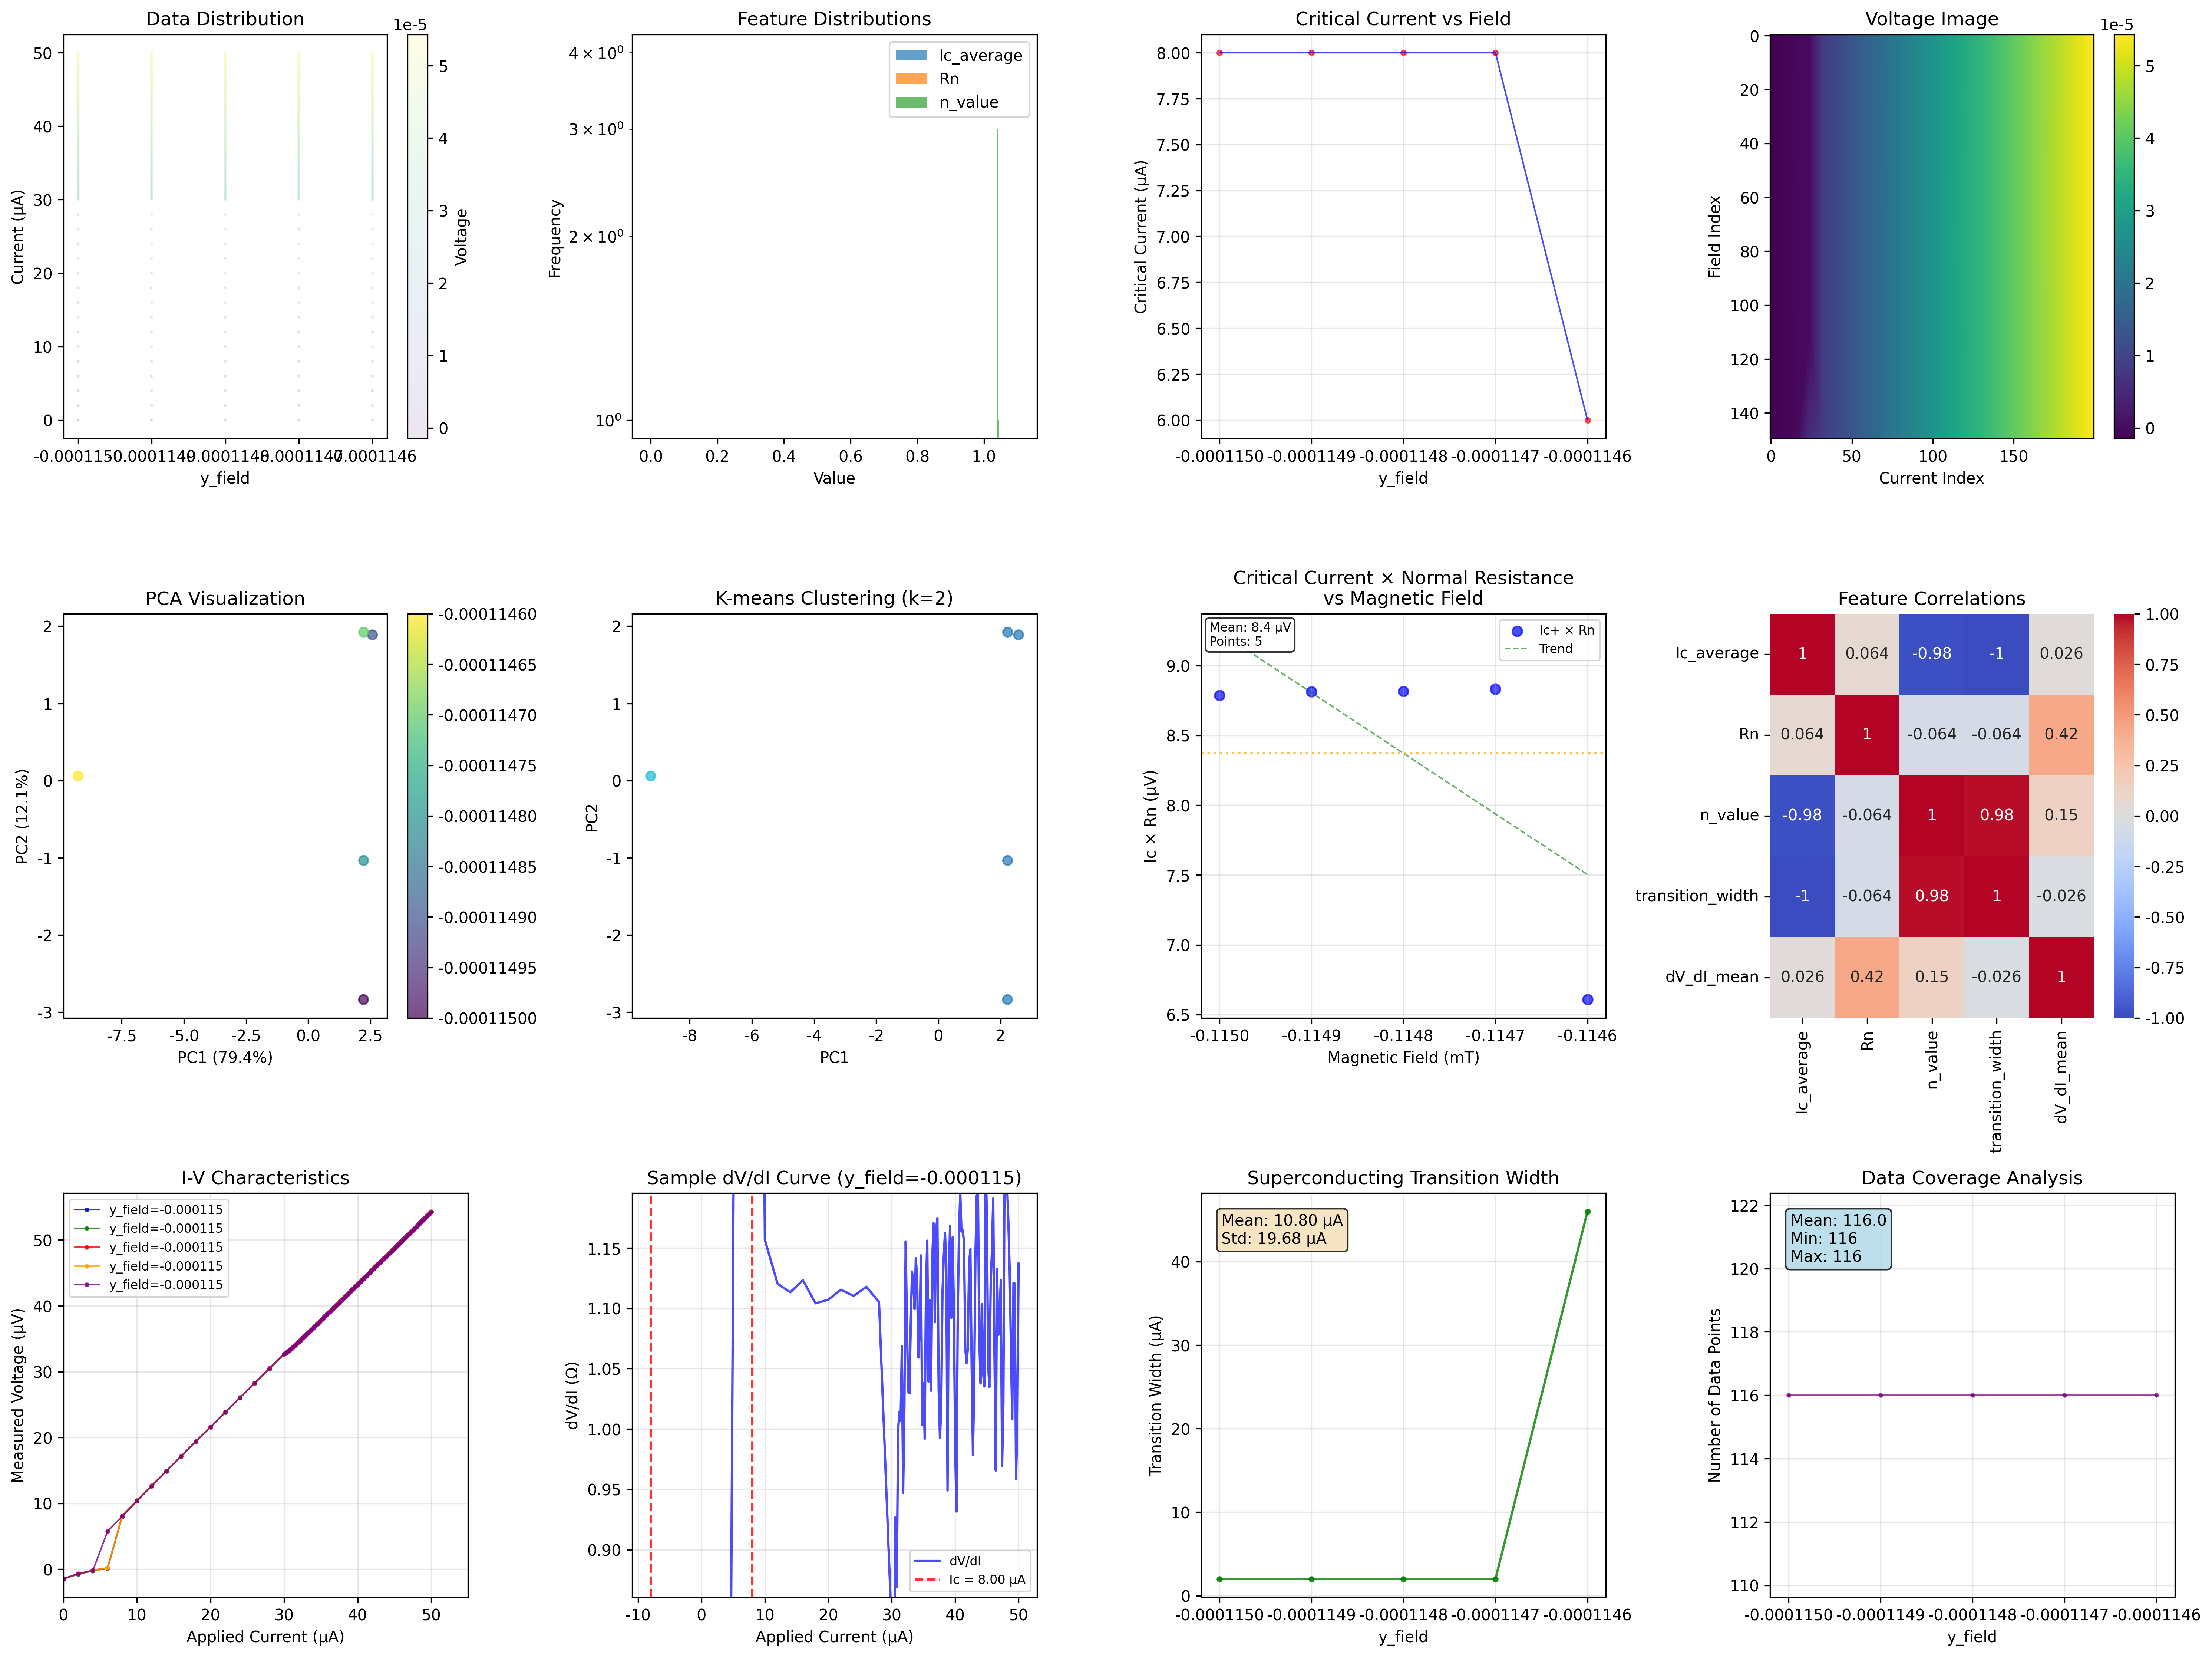 Data Distribution
1e-5
50
40
30
20
10
0
Current (μA)
5
4
3
2
1
0
Voltage
y_field
Feature Distributions
Ic_average
Rn
n_value
4 × 10⁰
3 × 10⁰
2 × 10⁰
10⁰
Frequency
0.0 0.2 0.4 0.6 0.8 1.0
Value
Critical Current vs Field
8.00
7.75
7.50
7.25
7.00
6.75
6.50
6.25
6.00
Critical Current (μA)
-0.0001150 -0.0001149 -0.0001148 -0.0001147 -0.0001146
y_field
Voltage Image
1e-5
0
20
40
60
80
100
120
140
Field Index
0 50 100 150
Current Index
5
4
3
2
1
0
PCA Visualization
2
1
0
-1
-2
-3
PC2 (12.1%)
-7.5 -5.0 -2.5 0.0 2.5
PC1 (79.4%)
-0.00011460
-0.00011465
-0.00011470
-0.00011475
-0.00011480
-0.00011485
-0.00011490
-0.00011495
-0.00011500
K-means Clustering (k=2)
2
1
0
-1
-2
-3
PC2
-8 -6 -4 -2 0 2
PC1
Critical Current × Normal Resistance
vs Magnetic Field
Mean: 8.4 μV
Points: 5
Ic+ × Rn
Trend
9.0
8.5
8.0
7.5
7.0
6.5
Ic × Rn (μV)
-0.1150 -0.1149 -0.1148 -0.1147 -0.1146
Magnetic Field (mT)
Feature Correlations
Ic_average 1 0.064 -0.98 -1 0.026
Rn 0.064 1 -0.064 -0.064 0.42
n_value -0.98 -0.064 1 0.98 0.15
transition_width -1 -0.064 0.98 1 -0.026
dV_dI_mean 0.026 0.42 0.15 -0.026 1
Ic_average
Rn
n_value
transition_width
dV_dI_mean
1.00
0.75
0.50
0.25
0.00
-0.25
-0.50
-0.75
-1.00
I-V Characteristics
y_field=-0.000115
y_field=-0.000115
y_field=-0.000115
y_field=-0.000115
y_field=-0.000115
50
40
30
20
10
0
Measured Voltage (μV)
0 10 20 30 40 50
Applied Current (μA)
Sample dV/dI Curve (y_field=-0.000115)
1.15
1.10
1.05
1.00
0.95
0.90
dV/dI (Ω)
dV/dI
Ic = 8.00 μA
-10 0 10 20 30 40 50
Applied Current (μA)
Superconducting Transition Width
Mean: 10.80 μA
Std: 19.68 μA
40
30
20
10
0
Transition Width (μA)
-0.0001150 -0.0001149 -0.0001148 -0.0001147 -0.0001146
y_field
Data Coverage Analysis
Mean: 116.0
Min: 116
Max: 116
122
120
118
116
114
112
110
Number of Data Points
-0.0001150 -0.0001149 -0.0001148 -0.0001147 -0.0001146
y_field